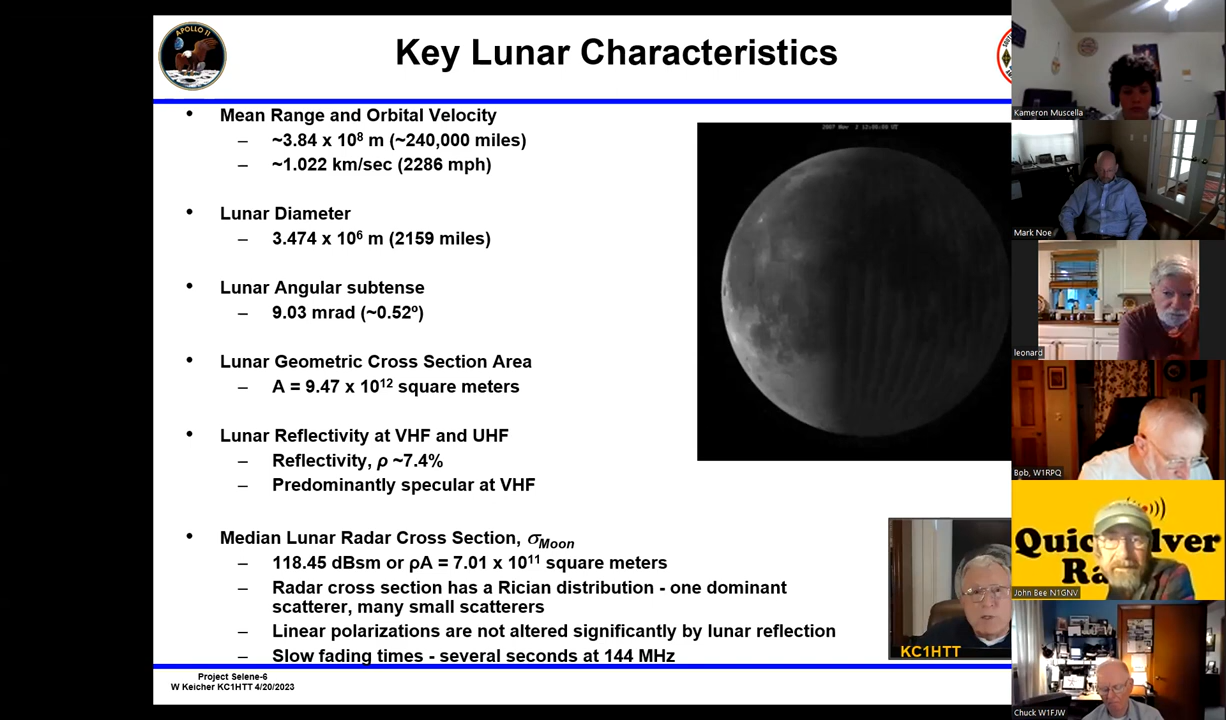 APOLLO 11
Key Lunar Characteristics
• Mean Range and Orbital Velocity
– ~3.84 x 10⁸ m (~240,000 miles)
– ~1.022 km/sec (2286 mph)
• Lunar Diameter
– 3.474 x 10⁶ m (2159 miles)
• Lunar Angular subtense
– 9.03 mrad (~0.52º)
• Lunar Geometric Cross Section Area
– A = 9.47 x 10¹² square meters
• Lunar Reflectivity at VHF and UHF
– Reflectivity, ρ ~7.4%
– Predominantly specular at VHF
• Median Lunar Radar Cross Section, σMoon
– 118.45 dBsm or ρA = 7.01 x 10¹¹ square meters
– Radar cross section has a Rician distribution - one dominant
scatterer, many small scatterers
– Linear polarizations are not altered significantly by lunar reflection
– Slow fading times - several seconds at 144 MHz
Project Selene-6
W Keicher KC1HTT 4/20/2023
KC1HTT
Kameron Muscella
Mark Noe
leonard
Bob, W1RPQ
John Bee N1GNV
Chuck W1FJW